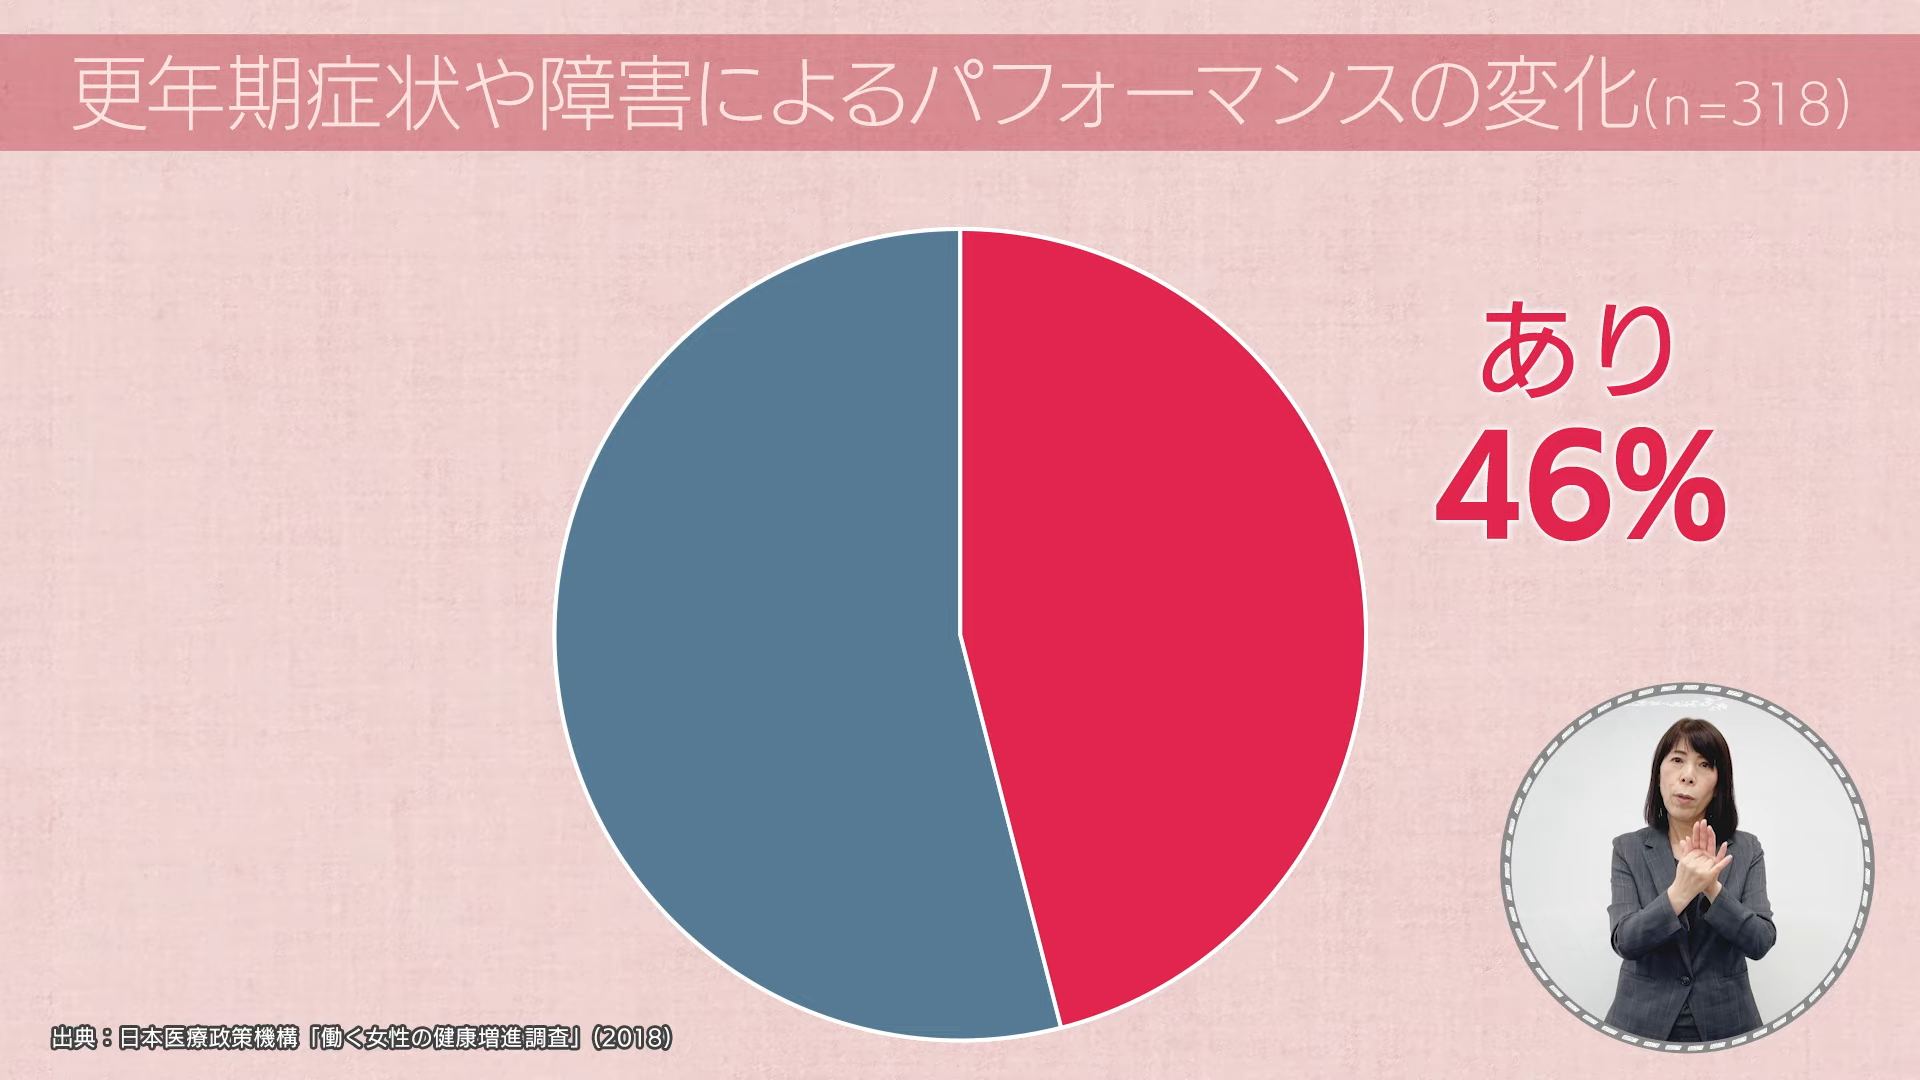 更年期症状や障害によるパフォーマンスの変化(n=318)
あり
46%
出典：日本医療政策機構「働く女性の健康増進調査」(2018)